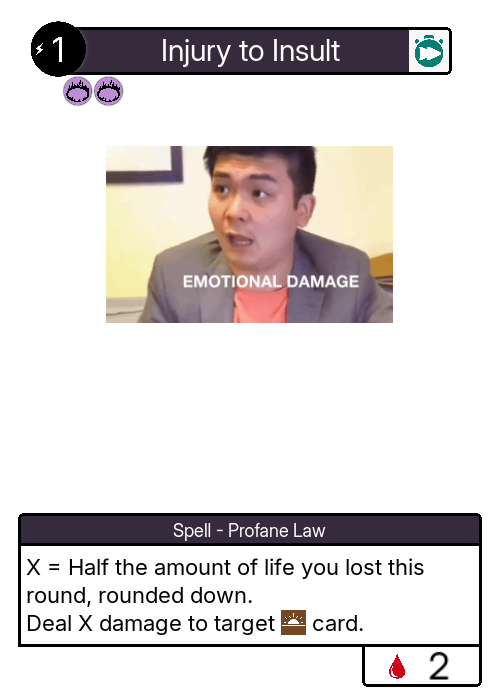 1
Injury to Insult
EMOTIONAL DAMAGE
Spell - Profane Law
X = Half the amount of life you lost this
round, rounded down.
Deal X damage to target card.
2